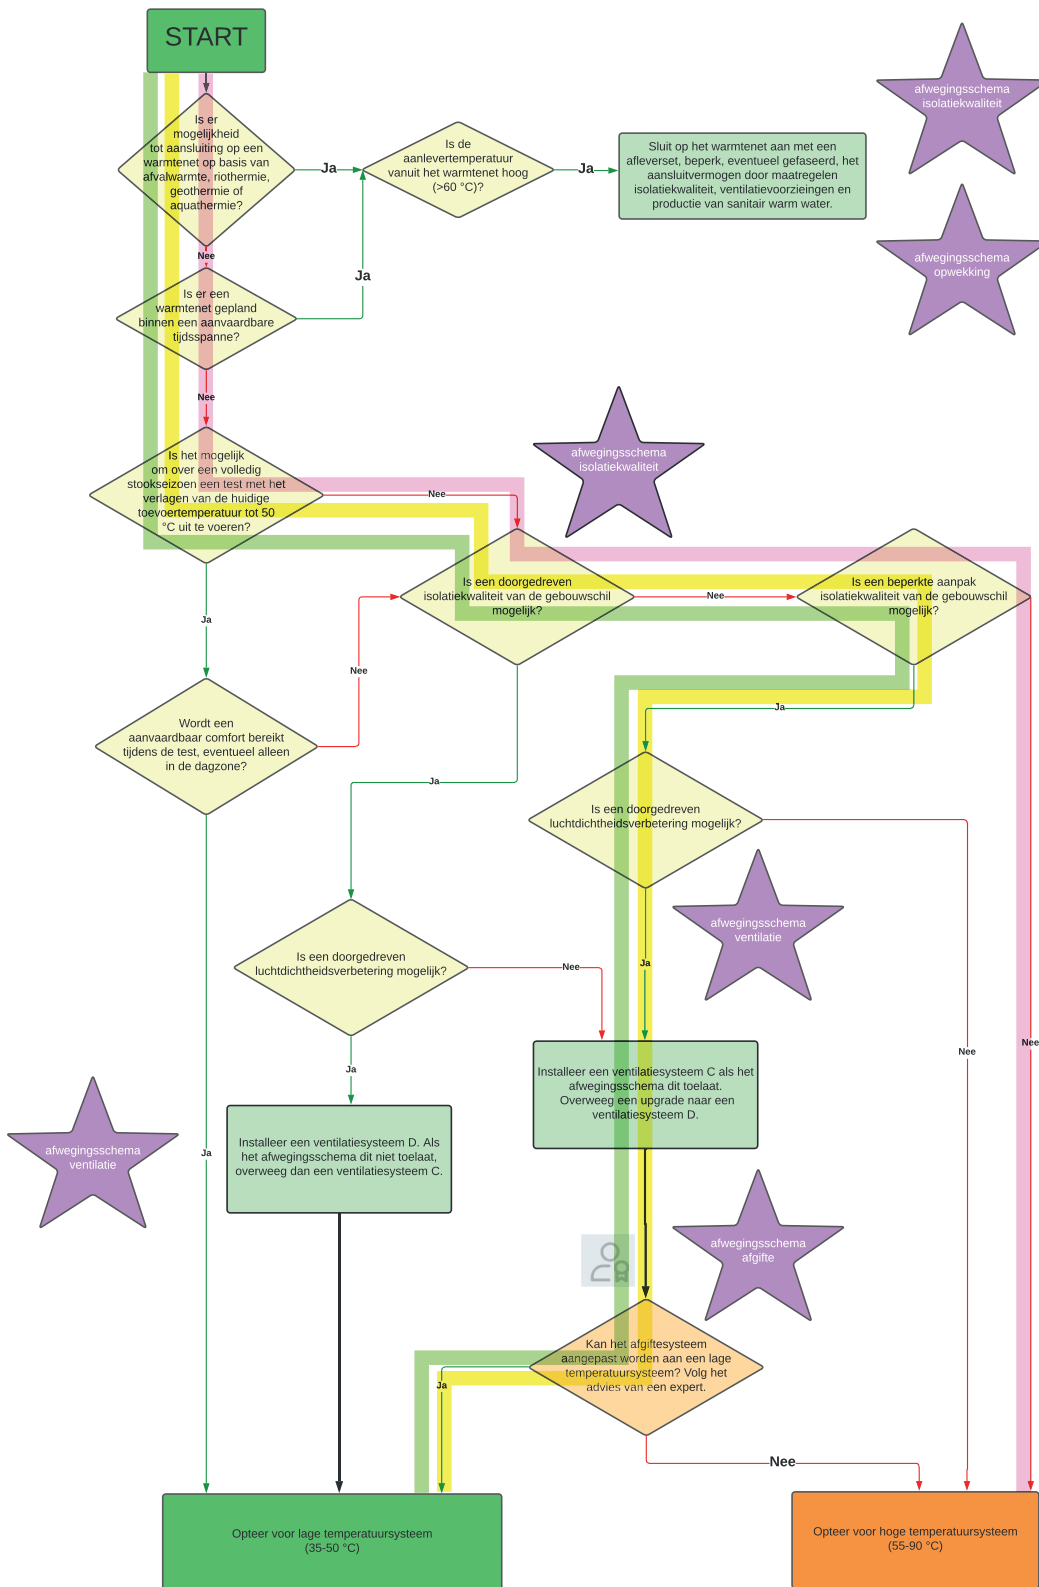 START
afwegingsschema
isolatiekwaliteit
Is er
mogelijkheid
tot aansluiting op een
warmtenet op basis van
afvalwarmte, riothermie,
geothermie of
aquathermie?
Ja
Is de
aanlevertemperatuur
vanuit het warmtenet hoog
(>60 °C)?
Ja
Sluit op het warmtenet aan met een
afleverset, beperk, eventueel gefaseerd, het
aansluitvermogen door maatregelen
isolatiekwaliteit, ventilatievoorzieningen en
productie van sanitair warm water.
Nee
afwegingsschema
opwekking
Ja
Is er een
warmtenet gepland
binnen een aanvaardbare
tijdsspanne?
Nee
afwegingsschema
isolatiekwaliteit
Is het mogelijk
om over een volledig
stookseizoen een test met het
verlagen van de huidige
toevoertemperatuur tot 50
°C uit te voeren?
Nee
Is een doorgedreven
isolatiekwaliteit van de gebouwschil
mogelijk?
Nee
Is een beperkte aanpak
isolatiekwaliteit van de gebouwschil
mogelijk?
Ja
Nee
Ja
Wordt een
aanvaardbaar comfort bereikt
tijdens de test, eventueel alleen
in de dagzone?
Ja
Is een doorgedreven
luchtdichtheidsverbetering mogelijk?
afwegingsschema
ventilatie
Is een doorgedreven
luchtdichtheidsverbetering mogelijk?
Nee
Ja
Nee
Nee
Ja
Installeer een ventilatiesysteem C als het
afwegingsschema dit toelaat.
Overweeg een upgrade naar een
ventilatiesysteem D.
afwegingsschema
ventilatie
Ja
Installeer een ventilatiesysteem D. Als
het afwegingsschema dit niet toelaat,
overweeg dan een ventilatiesysteem C.
afwegingsschema
afgifte
Kan het afgiftesysteem
aangepast worden aan een lage
temperatuursysteem? Volg het
advies van een expert.
Ja
Nee
Opteer voor lage temperatuursysteem
(35-50 °C)
Opteer voor hoge temperatuursysteem
(55-90 °C)